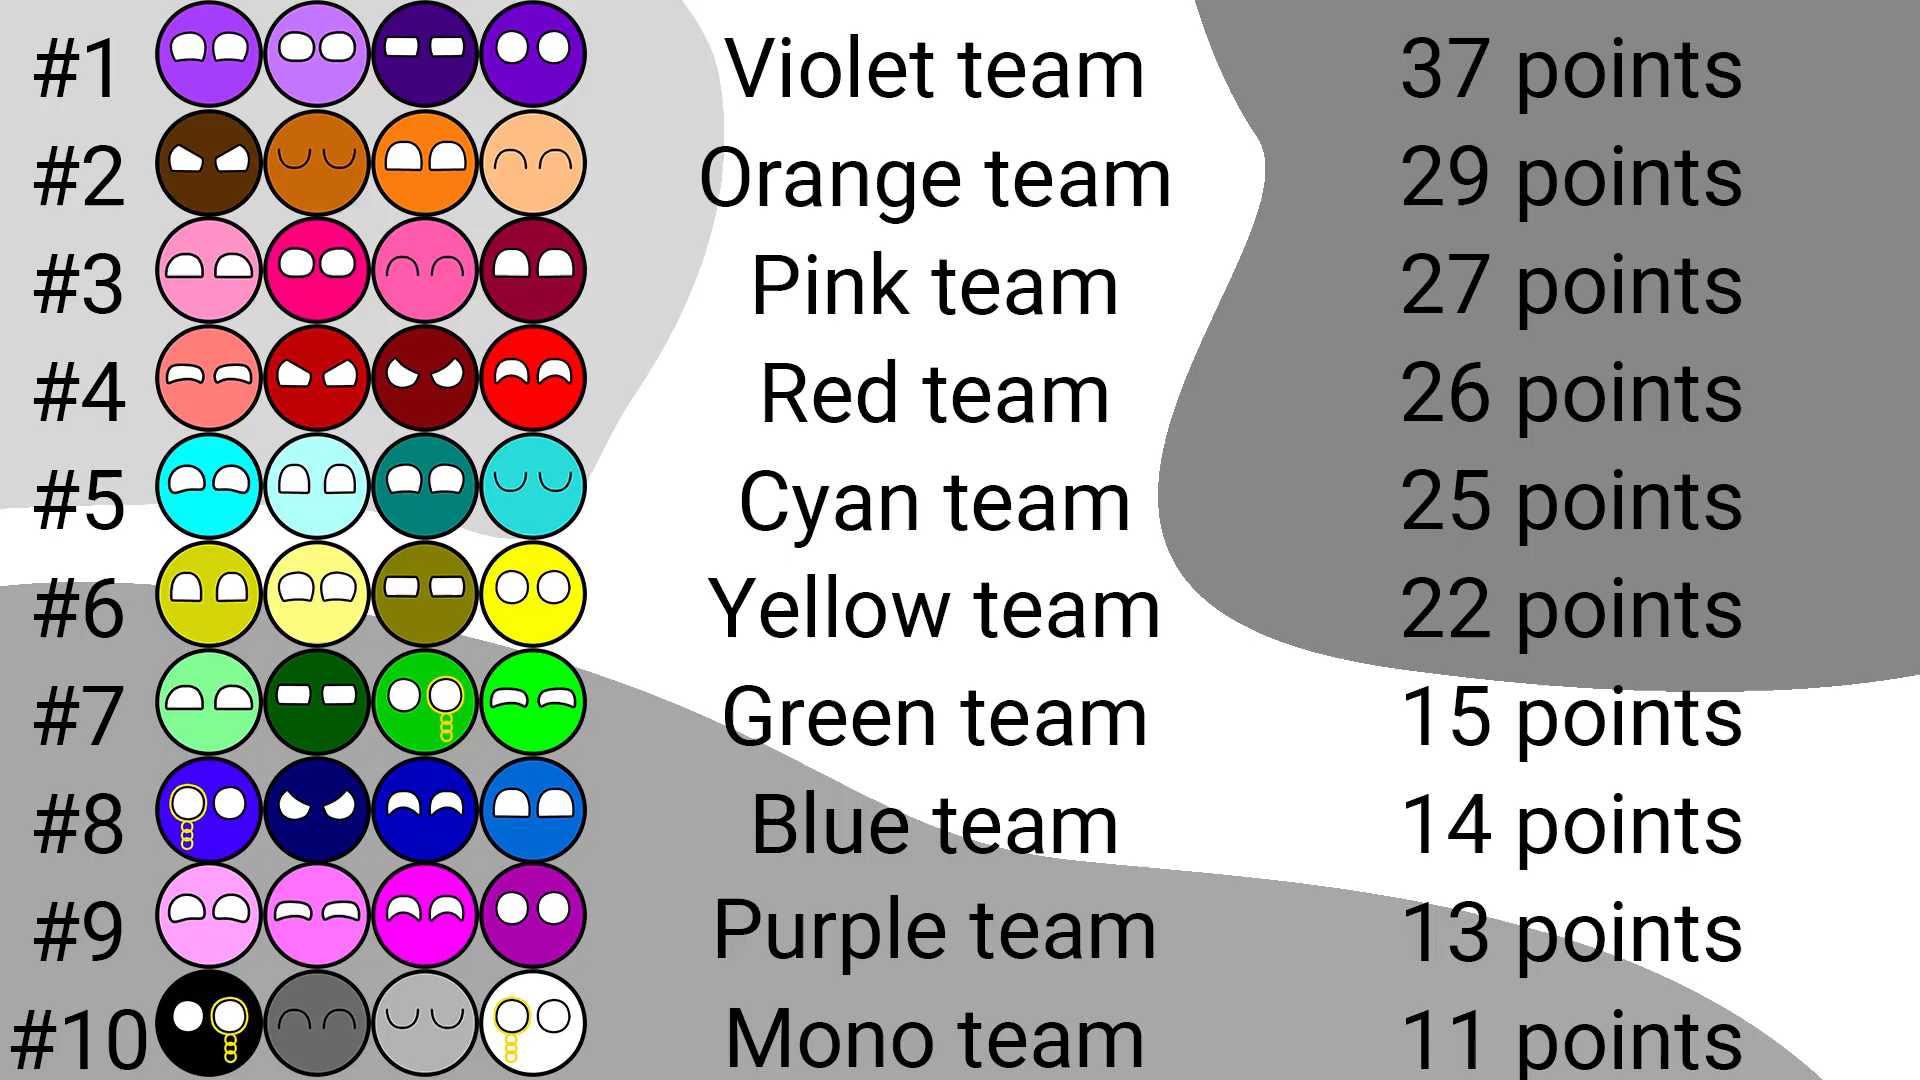 #1 Violet team 37 points
#2 Orange team 29 points
#3 Pink team 27 points
#4 Red team 26 points
#5 Cyan team 25 points
#6 Yellow team 22 points
#7 Green team 15 points
#8 Blue team 14 points
#9 Purple team 13 points
#10 Mono team 11 points